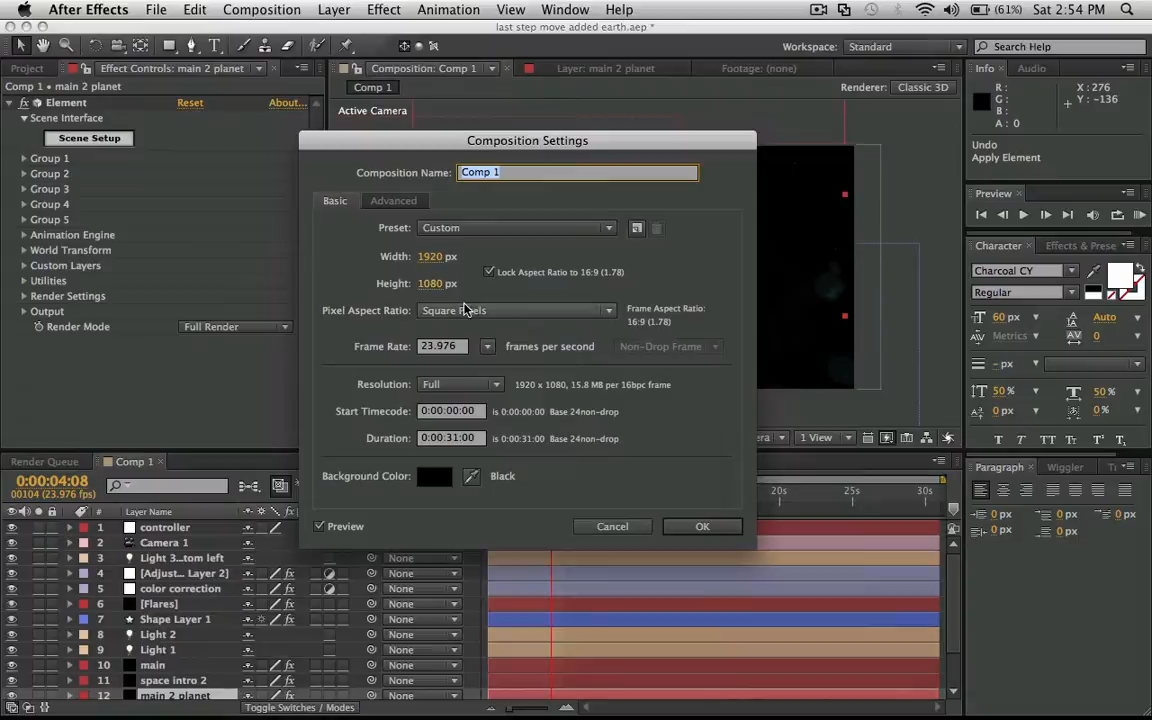 After Effects File Edit Composition Layer Effect Animation View Window Help (61%) Sat 2:54 PM
last step move added earth.aep *
Workspace: Standard Search Help
Project Effect Controls: main 2 planet Composition: Comp 1 Layer: main 2 planet Footage: (none) Info Audio
Comp 1 • main 2 planet Comp 1 Renderer: Classic 3D
fx Element Reset About...
Active Camera
Scene Interface
Scene Setup
Group 1
Group 2
Group 3
Group 4
Group 5
Animation Engine
World Transform
Custom Layers
Utilities
Render Settings
Output
Render Mode Full Render
Composition Settings
Composition Name: Comp 1
Basic Advanced
Preset: Custom
Width: 1920 px
Lock Aspect Ratio to 16:9 (1.78)
Height: 1080 px
Pixel Aspect Ratio: Square Pixels
Frame Aspect Ratio:
16:9 (1.78)
Frame Rate: 23.976 frames per second Non-Drop Frame
Resolution: Full 1920 x 1080, 15.8 MB per 16bpc frame
Start Timecode: 0:00:00:00 is 0:00:00:00 Base 24non-drop
Duration: 0:00:31:00 is 0:00:31:00 Base 24non-drop
Background Color: Black
Preview Cancel OK
R: X: 276
G: Y: -136
B:
A: 0
Undo
Apply Element
Preview
Character Effects & Prese
Charcoal CY
Regular
60 px Auto
Metrics 0
- px
50 % 50 %
0 px 0 %
T T TT Tr T¹ T₁
Paragraph Wiggler Ti
0 px 0 px 0 px
0 px 0 px
1 View
Render Queue Comp 1
0:00:04:08
00104 (23.976 fps)
20s 25s 30s
# Layer Name
1 controller
2 Camera 1
3 Light 3...tom left None
4 [Adjust... Layer 2] None
5 color correction None
6 [Flares] None
7 Shape Layer 1 None
8 Light 2 None
9 Light 1 None
10 main None
11 space intro 2 None
12 main 2 planet None
Toggle Switches / Modes